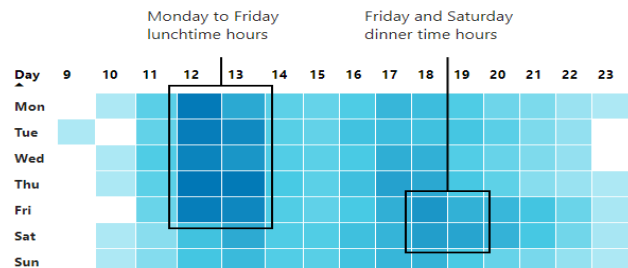 Monday to Friday
lunchtime hours
Friday and Saturday
dinner time hours
Day 9 10 11 12 13 14 15 16 17 18 19 20 21 22 23
Mon
Tue
Wed
Thu
Fri
Sat
Sun